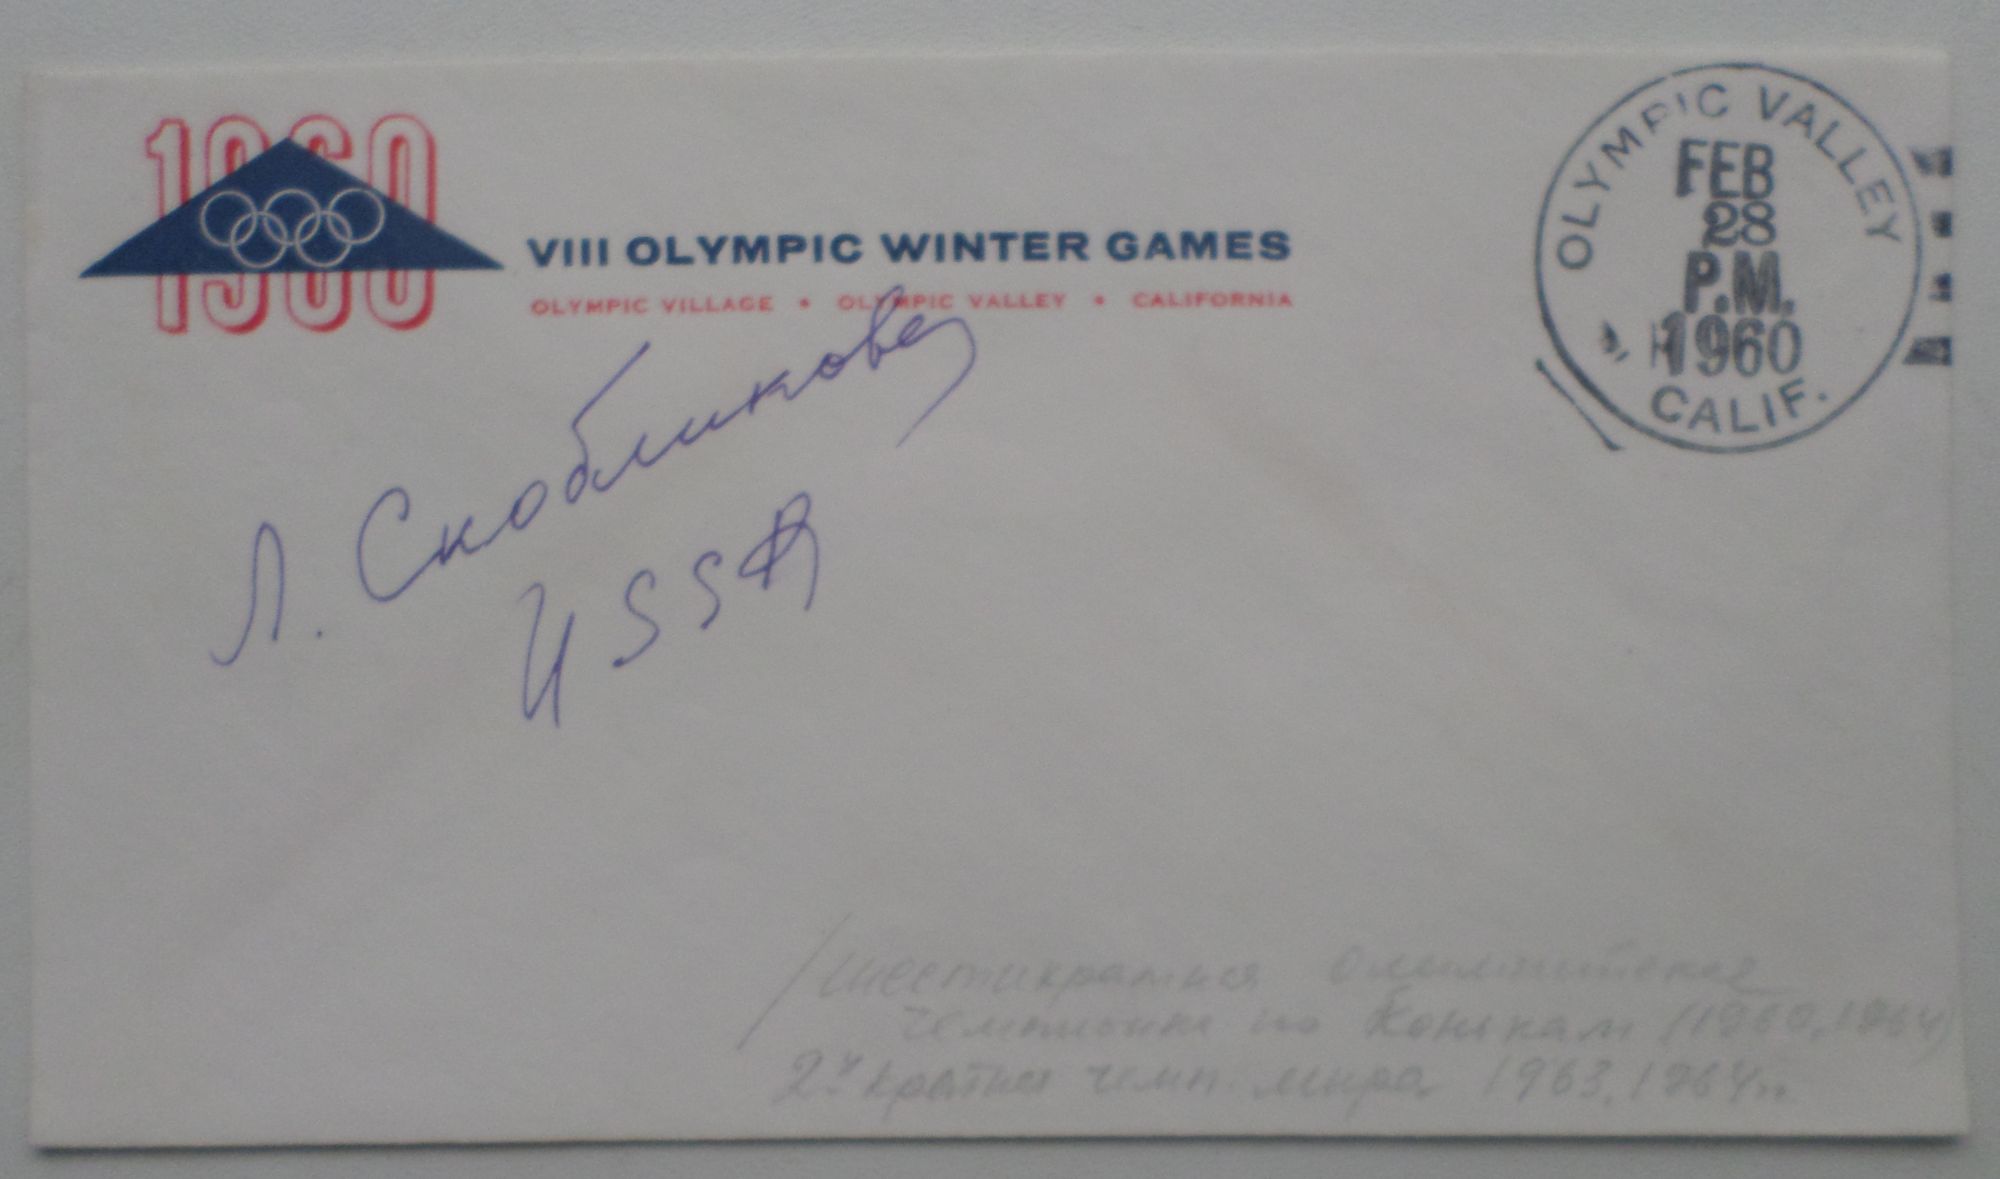 1960
VIII OLYMPIC WINTER GAMES
OLYMPIC VILLAGE • OLYMPIC VALLEY • CALIFORNIA
OLYMPIC VALLEY
FEB
28
P.M.
1960
CALIF.
Л. Скобликова
USSR
Шестикратная Олимпийская
чемпионка по Конькам (1960, 1964)
2х кратная чемп. мира 1963, 1964